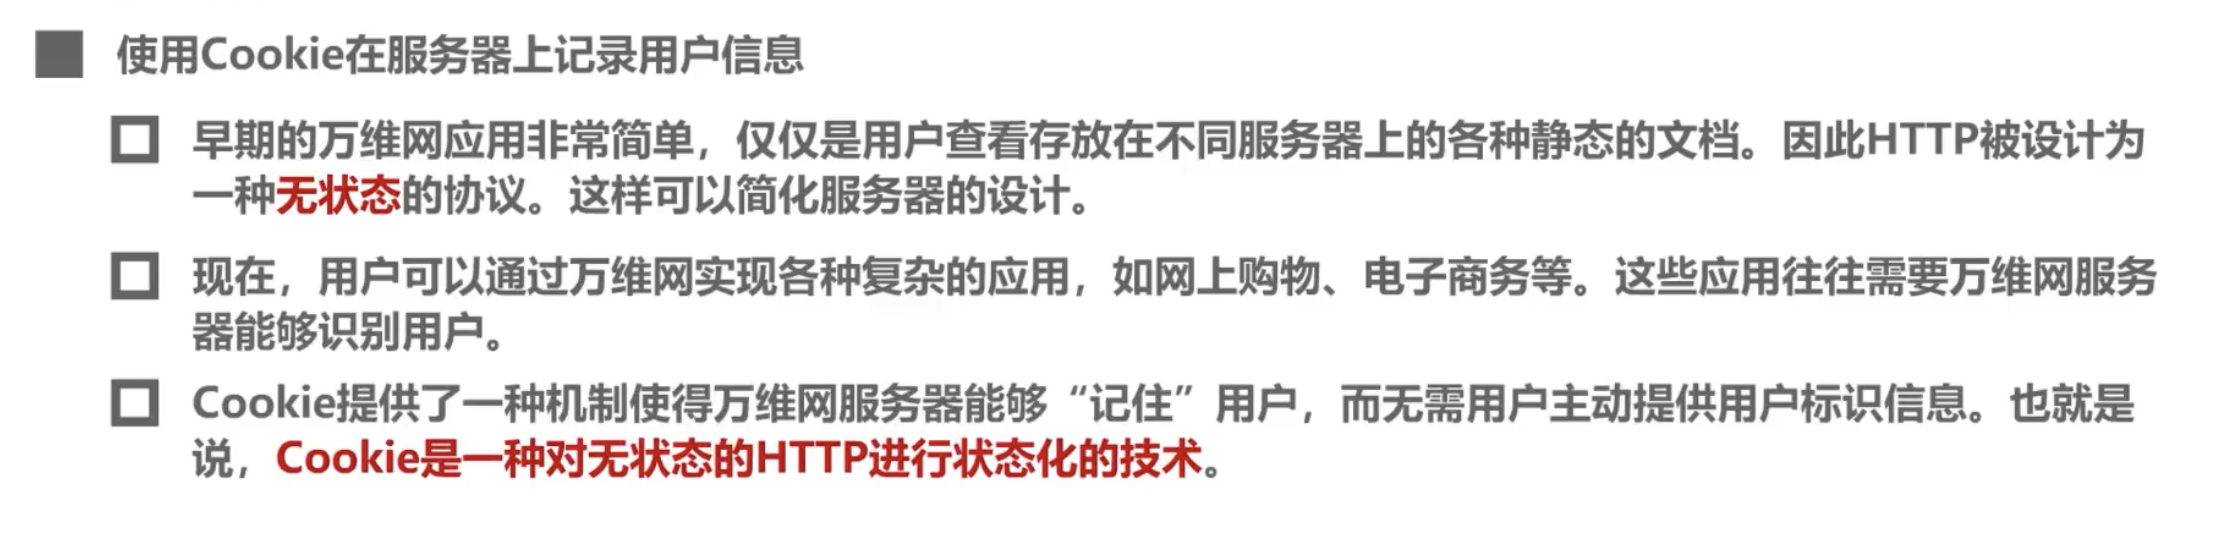 使用Cookie在服务器上记录用户信息
早期的万维网应用非常简单，仅仅是用户查看存放在不同服务器上的各种静态的文档。因此HTTP被设计为
一种无状态的协议。这样可以简化服务器的设计。
现在，用户可以通过万维网实现各种复杂的应用，如网上购物、电子商务等。这些应用往往需要万维网服务
器能够识别用户。
Cookie提供了一种机制使得万维网服务器能够“记住”用户，而无需用户主动提供用户标识信息。也就是
说，Cookie是一种对无状态的HTTP进行状态化的技术。